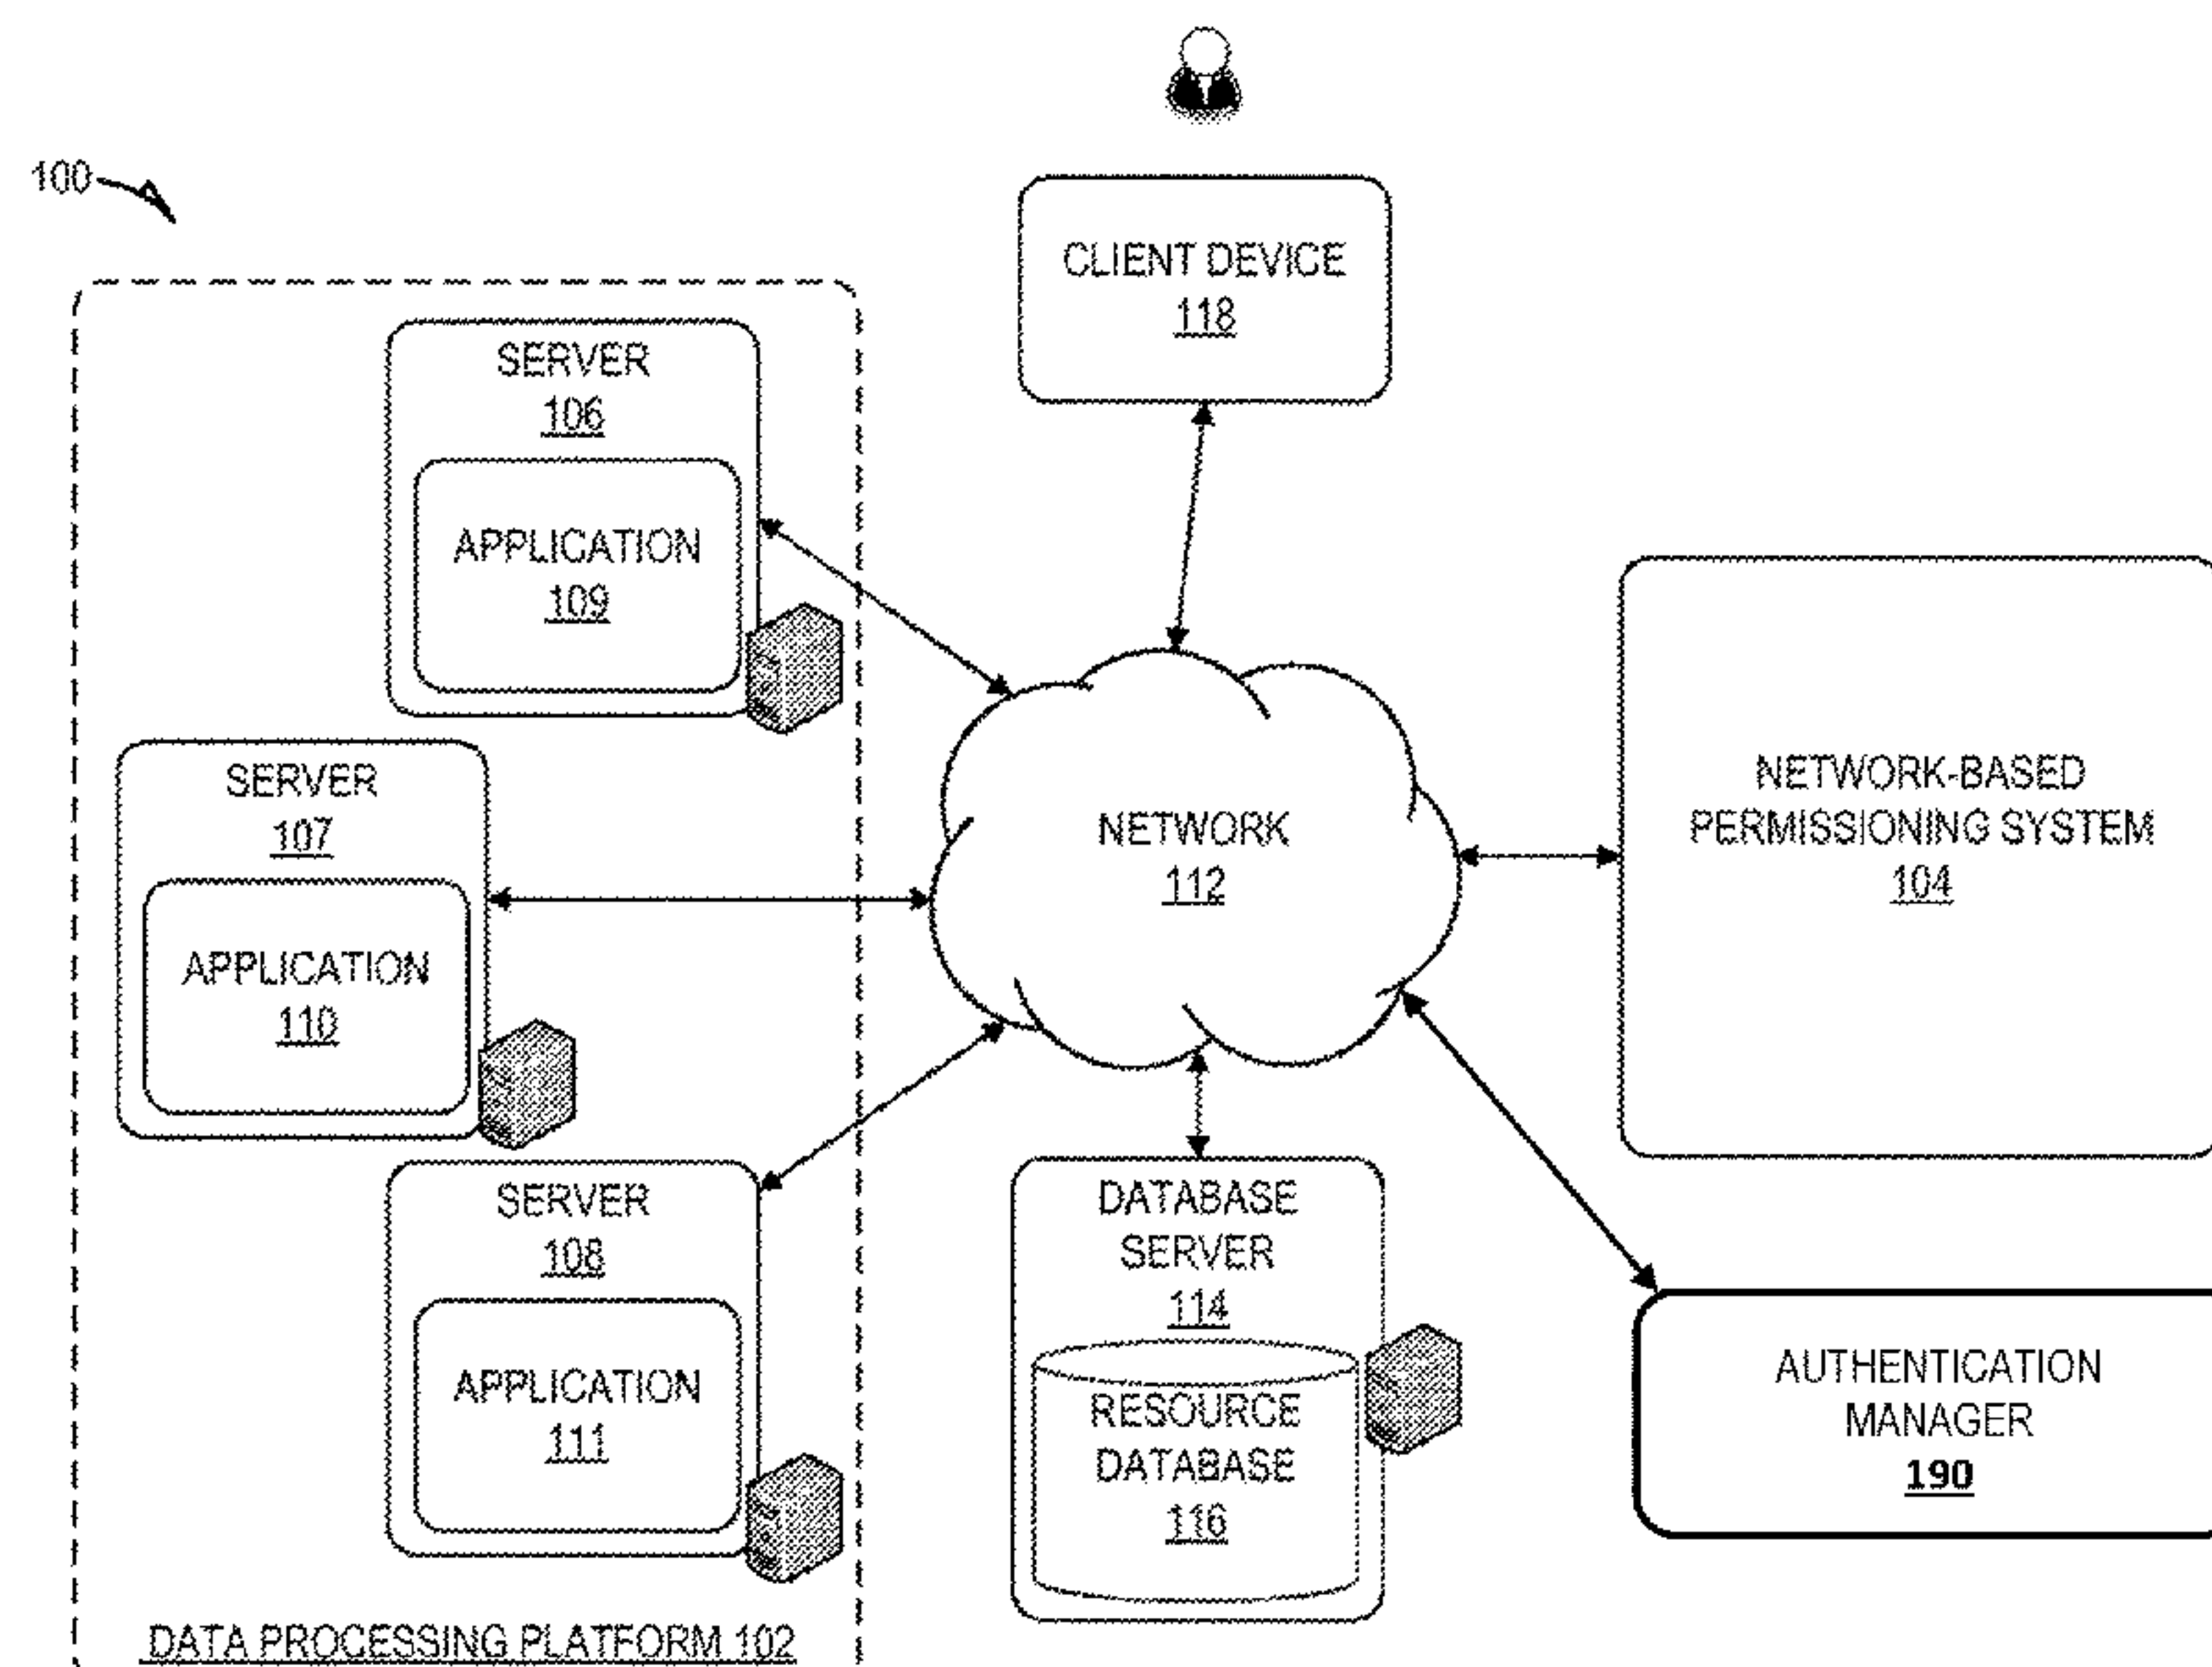 100
CLIENT DEVICE
118
SERVER
106
APPLICATION
109
SERVER
107
APPLICATION
110
SERVER
108
APPLICATION
111
DATA PROCESSING PLATFORM 102
NETWORK
112
DATABASE
SERVER
114
RESOURCE
DATABASE
116
NETWORK-BASED
PERMISSIONING SYSTEM
104
AUTHENTICATION
MANAGER
190